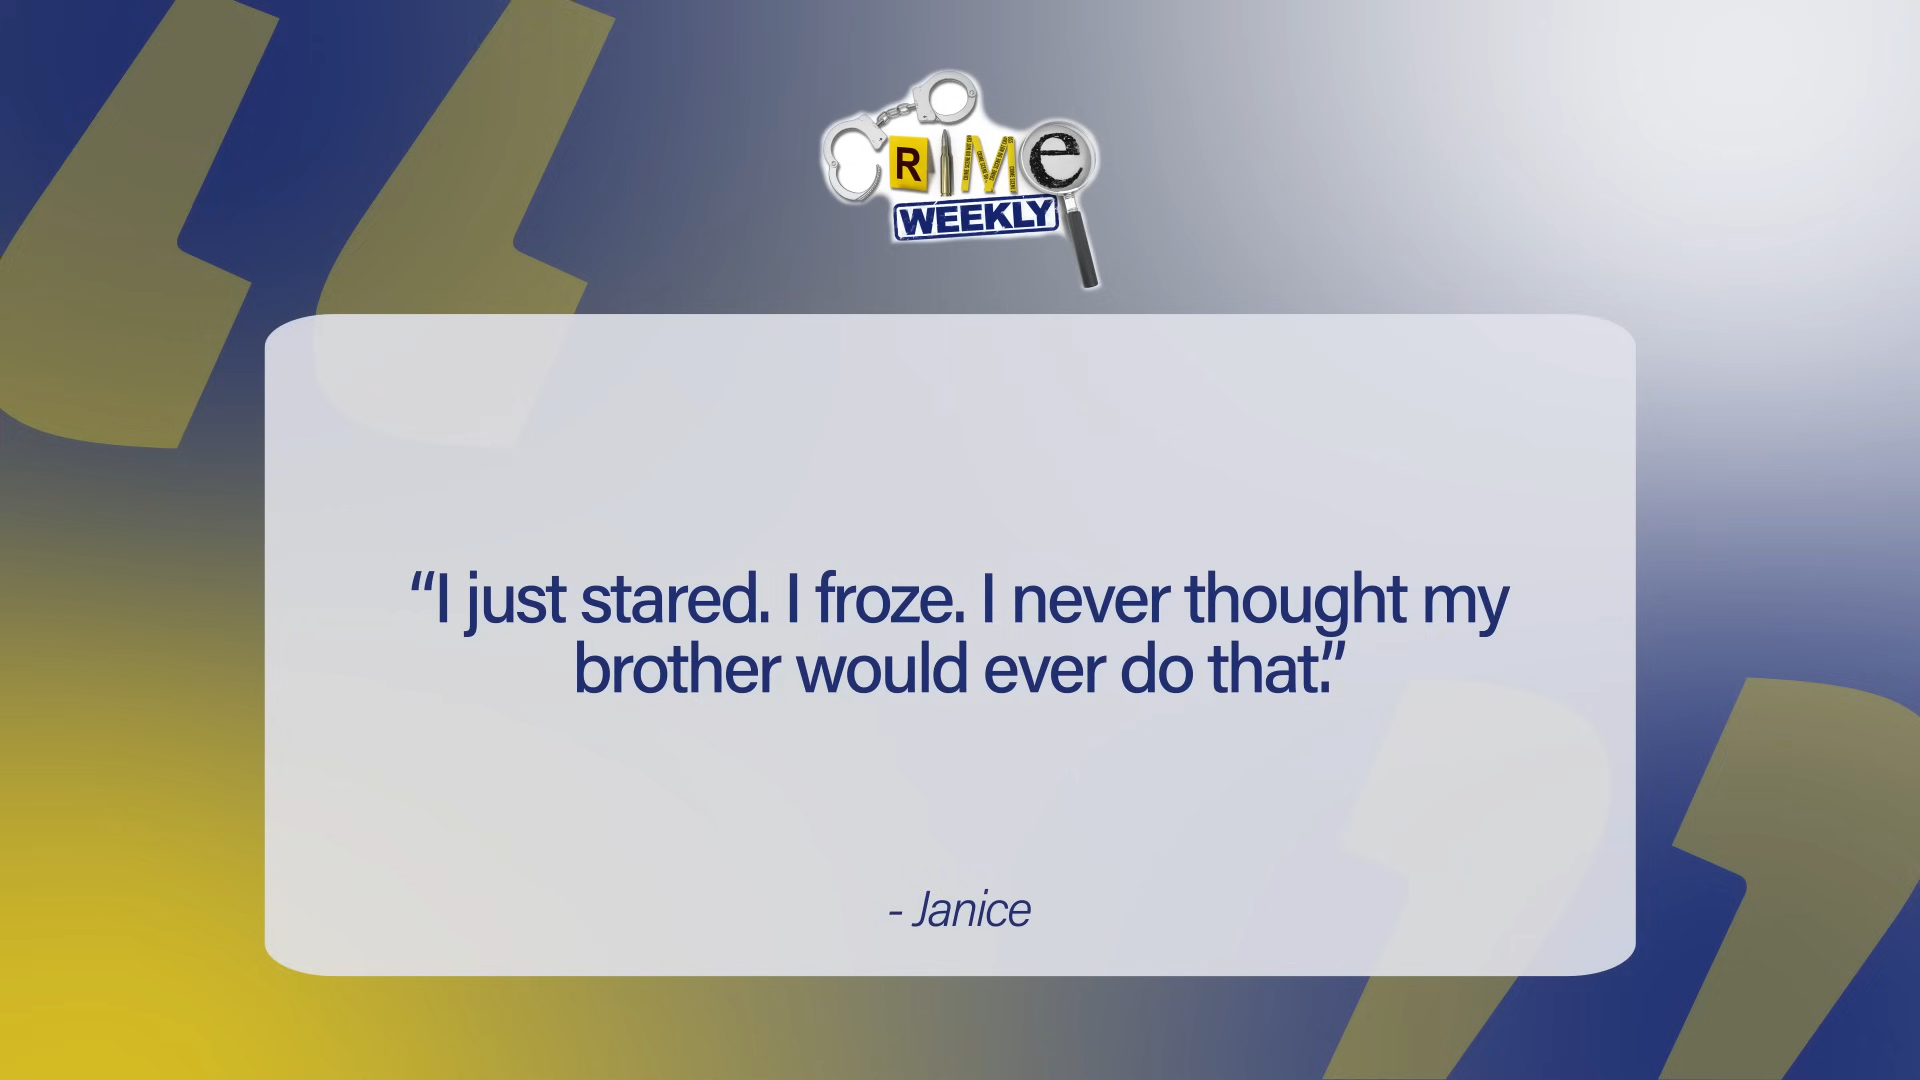 CRIMe
WEEKLY
“I just stared. I froze. I never thought my
brother would ever do that.”
- Janice